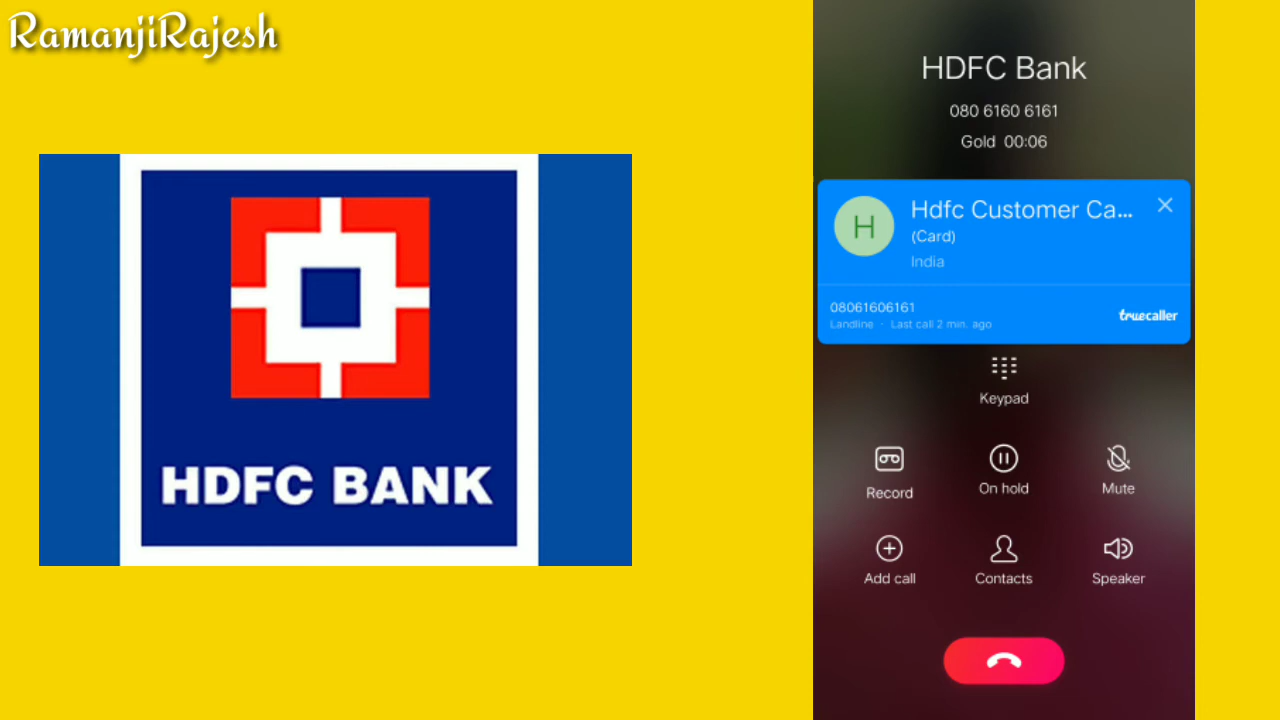 RamanjiRajesh
HDFC BANK
HDFC Bank
080 6160 6161
Gold 00:06
H
Hdfc Customer Ca...
(Card)
India
08061606161
Landline · Last call 2 min. ago
truecaller
Keypad
Record
On hold
Mute
Add call
Contacts
Speaker